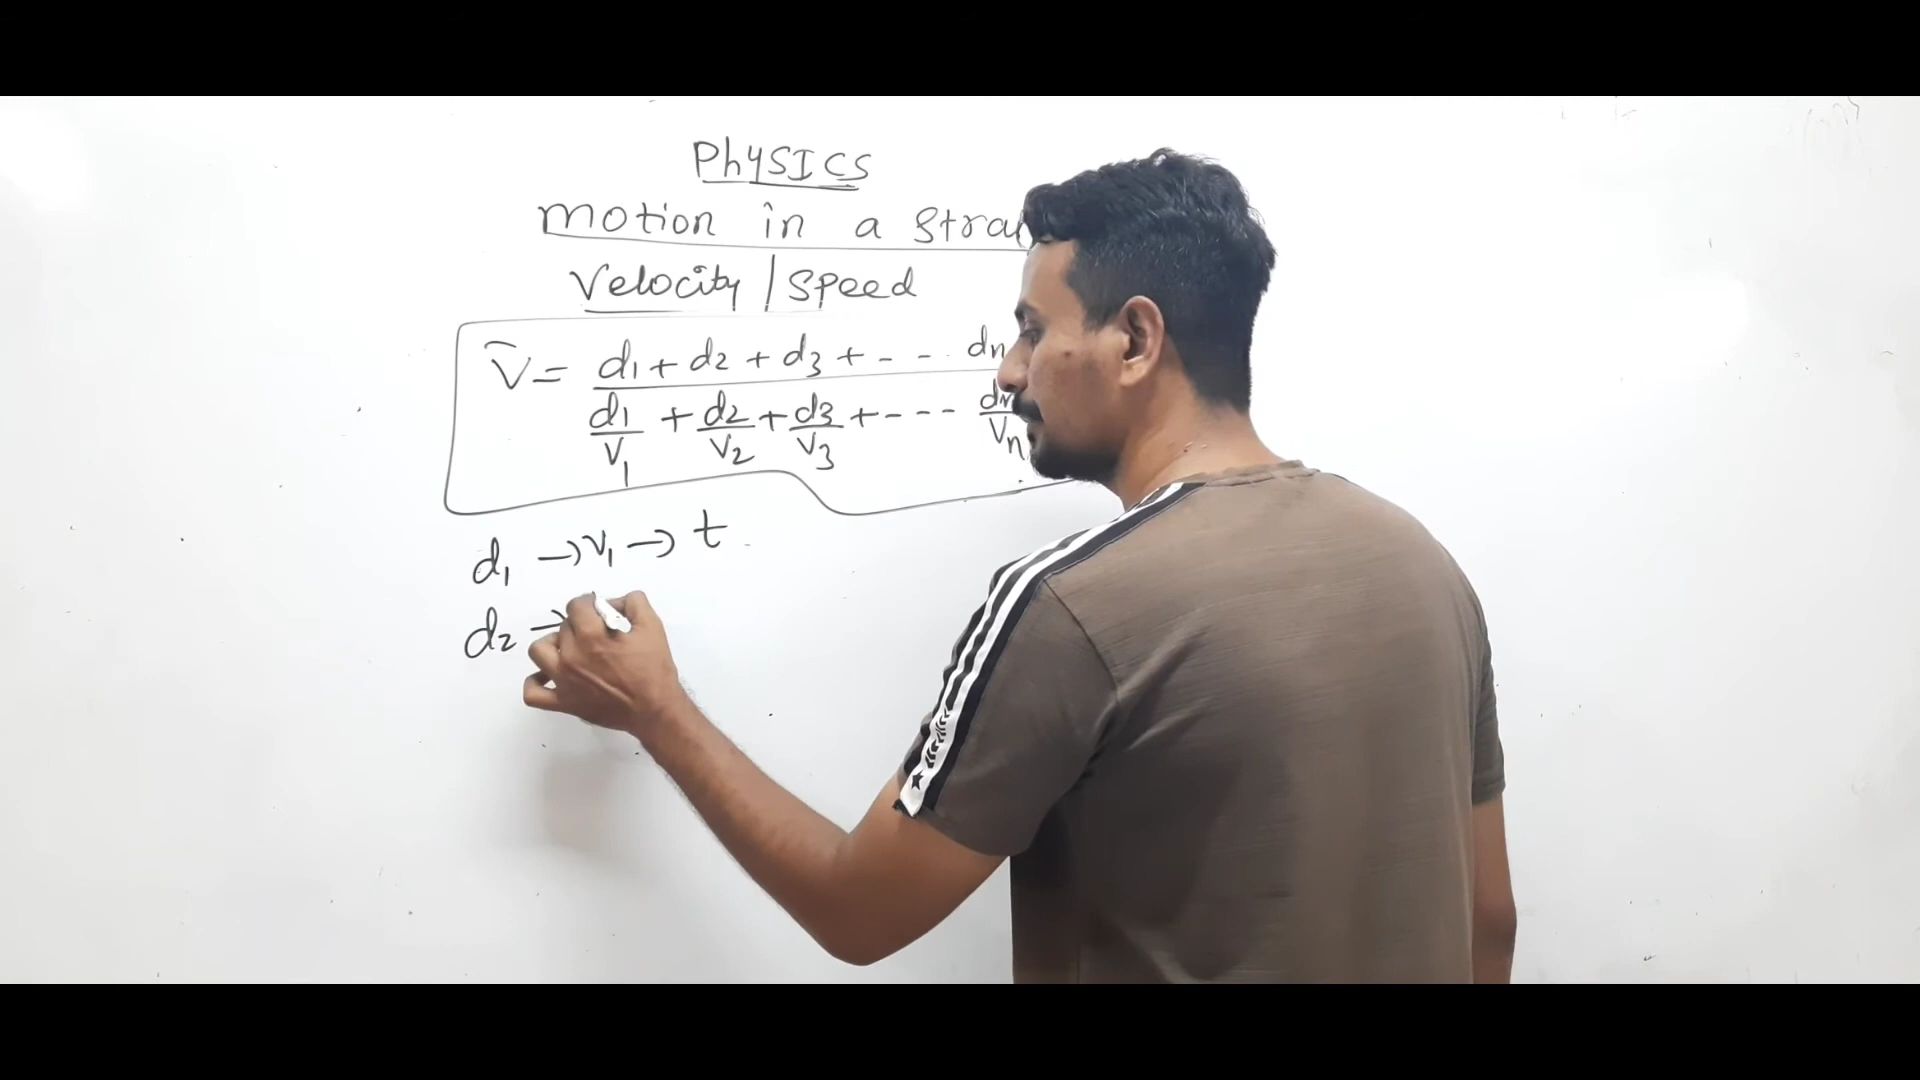 PhYSICS
motion in a stra
Velocity | Speed
V̄ = d1 + d2 + d3 + - - . dn
d1/V1 + d2/V2 + d3/V3 + - - - dn/Vn
d1 → v1 → t
d2 →